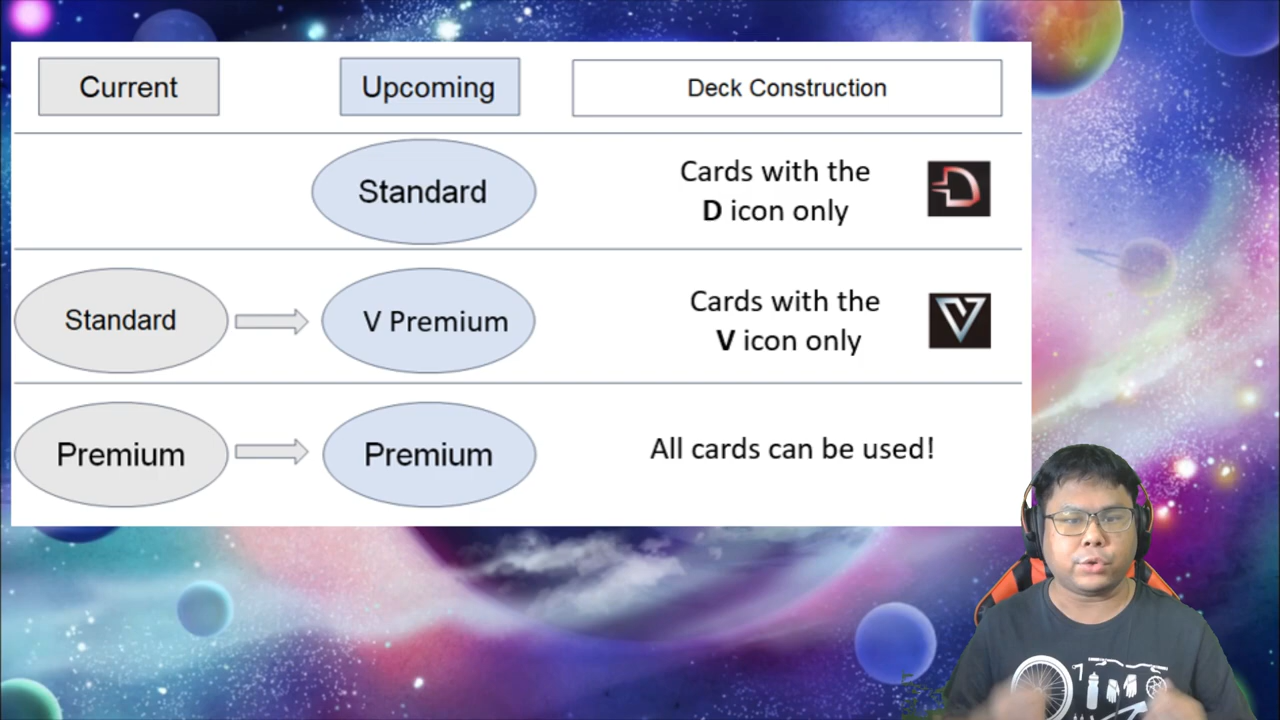 Current
Upcoming
Deck Construction
Standard
Cards with the
D icon only
Standard
V Premium
Cards with the
V icon only
Premium
Premium
All cards can be used!